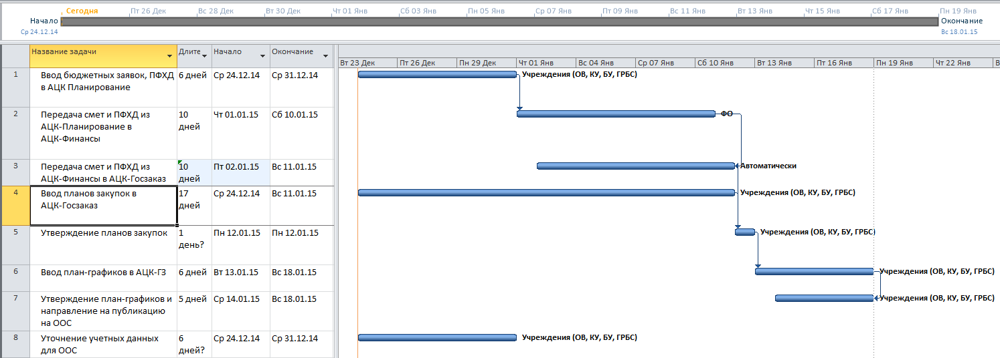 Сегодня
Пт 26 Дек
Вс 28 Дек
Вт 30 Дек
Чт 01 Янв
Сб 03 Янв
Пн 05 Янв
Ср 07 Янв
Пт 09 Янв
Вс 11 Янв
Вт 13 Янв
Чт 15 Янв
Сб 17 Янв
Пн 19 Янв
Начало
Ср 24.12.14
Окончание
Вс 18.01.15
Название задачи
Длите
Начало
Окончание
Вт 23 Дек
Пт 26 Дек
Пн 29 Дек
Чт 01 Янв
Вс 04 Янв
Ср 07 Янв
Сб 10 Янв
Вт 13 Янв
Пт 16 Янв
Пн 19 Янв
Чт 22 Янв
В
1
Ввод бюджетных заявок, ПФХД
в АЦК Планирование
6 дней
Ср 24.12.14
Ср 31.12.14
Учреждения (ОВ, КУ, БУ, ГРБС)
2
Передача смет и ПФХД из
АЦК-Планирование в
АЦК-Финансы
10
дней
Чт 01.01.15
Сб 10.01.15
ФО
3
Передача смет и ПФХД из
АЦК-Финансы в АЦК-Госзаказ
10
дней
Пт 02.01.15
Вс 11.01.15
Автоматически
4
Ввод планов закупок в
АЦК-Госзаказ
17
дней
Ср 24.12.14
Вс 11.01.15
Учреждения (ОВ, КУ, БУ, ГРБС)
5
Утверждение планов закупок
1
день?
Пн 12.01.15
Пн 12.01.15
Учреждения (ОВ, КУ, БУ, ГРБС)
6
Ввод план-графиков в АЦК-ГЗ
6 дней
Вт 13.01.15
Вс 18.01.15
Учреждения (ОВ, КУ, БУ, ГРБС)
7
Утверждение план-графиков и
направление на публикацию
на ООС
5 дней
Ср 14.01.15
Вс 18.01.15
Учреждения (ОВ, КУ, БУ, ГРБС)
8
Уточнение учетных данных
для ООС
6
дней?
Ср 24.12.14
Ср 31.12.14
Учреждения (ОВ, КУ, БУ, ГРБС)